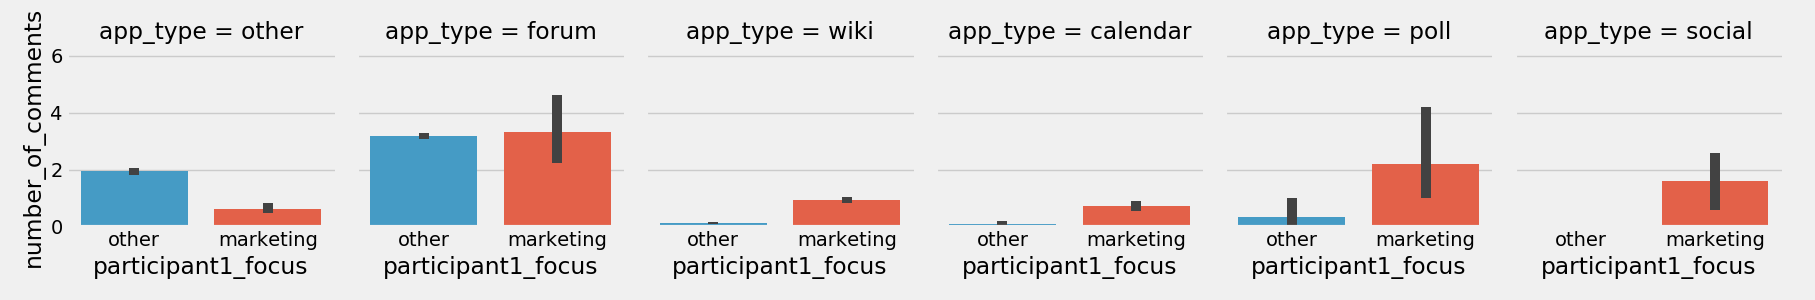 number_of_comments
app_type = other app_type = forum app_type = wiki app_type = calendar app_type = poll app_type = social
6
4
2
0
other marketing other marketing other marketing other marketing other marketing other marketing
participant1_focus participant1_focus participant1_focus participant1_focus participant1_focus participant1_focus